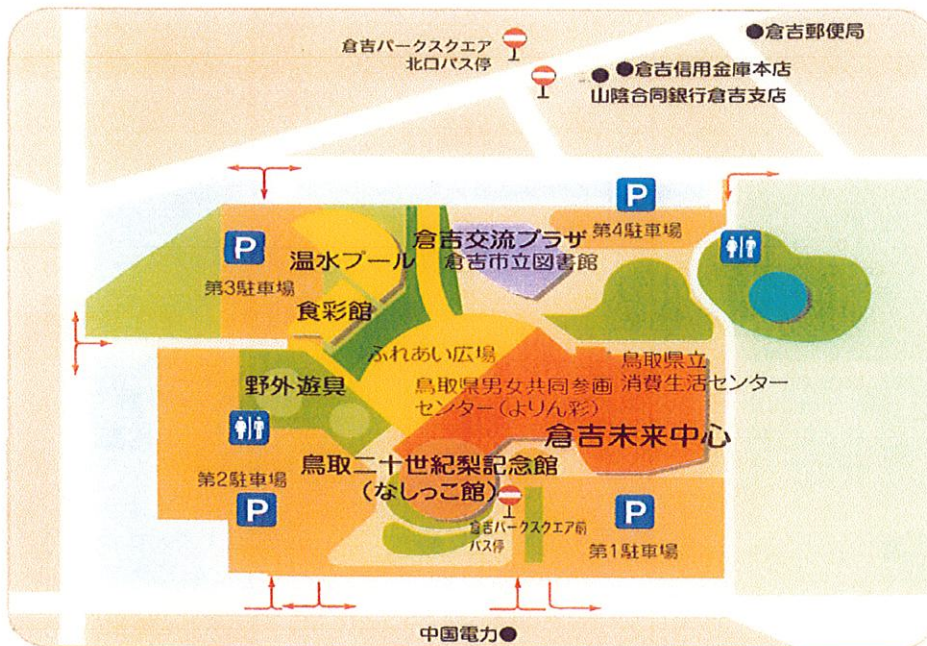 ●倉吉郵便局
倉吉パークスクエア
北口バス停
●倉吉信用金庫本店
山陰合同銀行倉吉支店
P
第4駐車場
倉吉交流プラザ
倉吉市立図書館
P
第3駐車場
温水プール
食彩館
ふれあい広場
鳥取県立
消費生活センター
鳥取県男女共同参画
センター(よりん彩)
野外遊具
倉吉未来中心
鳥取二十世紀梨記念館
(なしっこ館)
第2駐車場
P
倉吉パークスクエア前
バス停
P
第1駐車場
中国電力●